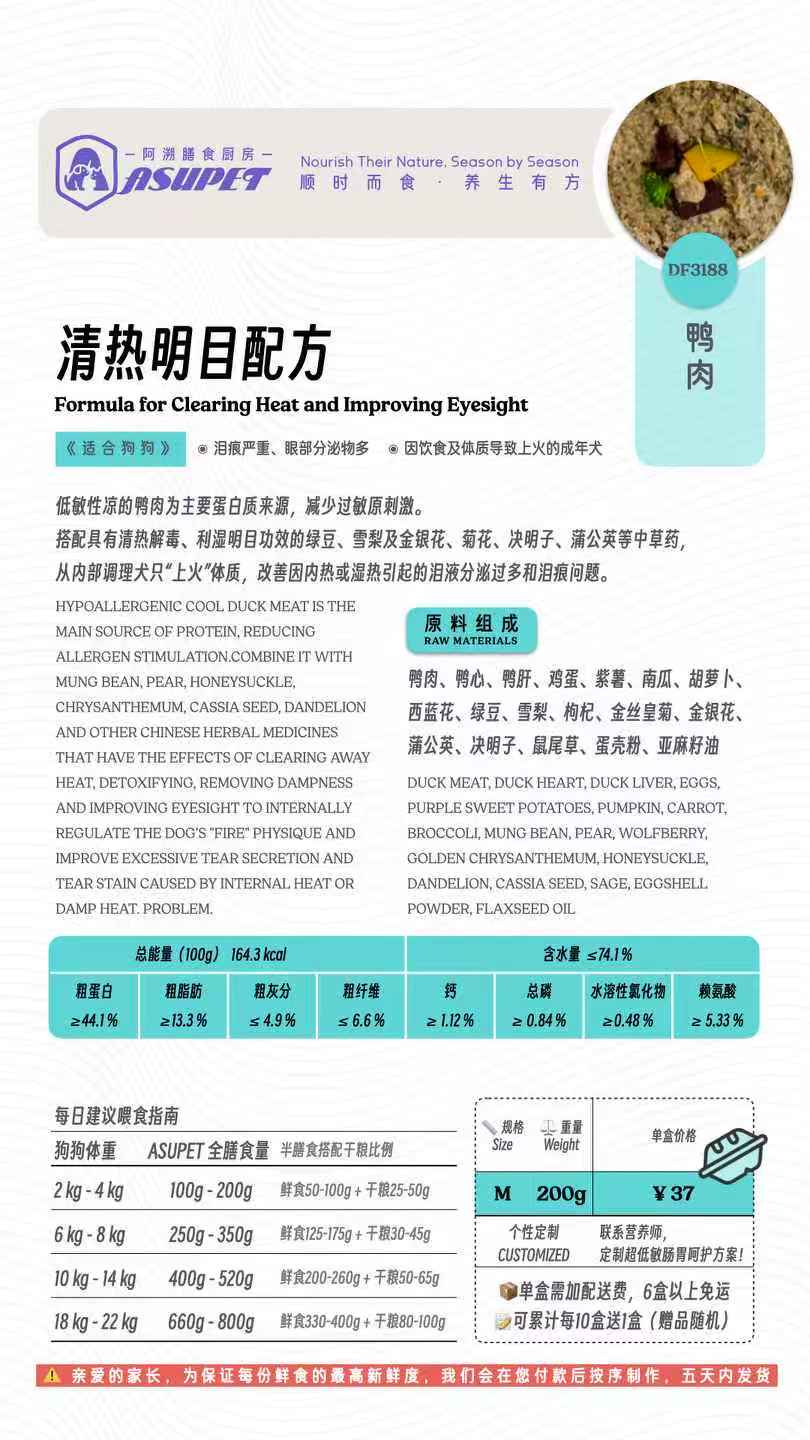 阿溯膳食厨房
ASUPET
Nourish Their Nature, Season by Season
顺时而食·养生有方
DF3188
鸭肉
清热明目配方
Formula for Clearing Heat and Improving Eyesight
《适合狗狗》 ◉ 泪痕严重、眼部分泌物多 ◉ 因饮食及体质导致上火的成年犬
低敏性凉的鸭肉为主要蛋白质来源，减少过敏原刺激。
搭配具有清热解毒、利湿明目功效的绿豆、雪梨及金银花、菊花、决明子、蒲公英等中草药，
从内部调理犬只“上火”体质，改善因内热或湿热引起的泪液分泌过多和泪痕问题。
HYPOALLERGENIC COOL DUCK MEAT IS THE
MAIN SOURCE OF PROTEIN, REDUCING
ALLERGEN STIMULATION.COMBINE IT WITH
MUNG BEAN, PEAR, HONEYSUCKLE,
CHRYSANTHEMUM, CASSIA SEED, DANDELION
AND OTHER CHINESE HERBAL MEDICINES
THAT HAVE THE EFFECTS OF CLEARING AWAY
HEAT, DETOXIFYING, REMOVING DAMPNESS
AND IMPROVING EYESIGHT TO INTERNALLY
REGULATE THE DOG'S "FIRE" PHYSIQUE AND
IMPROVE EXCESSIVE TEAR SECRETION AND
TEAR STAIN CAUSED BY INTERNAL HEAT OR
DAMP HEAT. PROBLEM.
原料组成
RAW MATERIALS
鸭肉、鸭心、鸭肝、鸡蛋、紫薯、南瓜、胡萝卜、
西蓝花、绿豆、雪梨、枸杞、金丝皇菊、金银花、
蒲公英、决明子、鼠尾草、蛋壳粉、亚麻籽油
DUCK MEAT, DUCK HEART, DUCK LIVER, EGGS,
PURPLE SWEET POTATOES, PUMPKIN, CARROT,
BROCCOLI, MUNG BEAN, PEAR, WOLFBERRY,
GOLDEN CHRYSANTHEMUM, HONEYSUCKLE,
DANDELION, CASSIA SEED, SAGE, EGGSHELL
POWDER, FLAXSEED OIL
总能量（100g） 164.3 kcal 含水量 ≤74.1 %
粗蛋白 粗脂肪 粗灰分 粗纤维 钙 总磷 水溶性氯化物 赖氨酸
≥44.1 % ≥13.3 % ≤ 4.9 % ≤ 6.6 % ≥ 1.12 % ≥ 0.84 % ≥0.48 % ≥ 5.33 %
每日建议喂食指南
狗狗体重 ASUPET 全膳食量 半膳食搭配干粮比例
2 kg - 4 kg 100g - 200g 鲜食50-100g + 干粮25-50g
6 kg - 8 kg 250g - 350g 鲜食125-175g + 干粮30-45g
10 kg - 14 kg 400g - 520g 鲜食200-260g + 干粮50-65g
18 kg - 22 kg 660g - 800g 鲜食330-400g + 干粮80-100g
规格 重量 单盒价格
Size Weight
M 200g ¥ 37
个性定制 联系营养师，
CUSTOMIZED 定制超低敏肠胃呵护方案！
📦单盒需加配送费，6盒以上免运
📝可累计每10盒送1盒（赠品随机）
⚠️ 亲爱的家长，为保证每份鲜食的最高新鲜度，我们会在您付款后按序制作，五天内发货